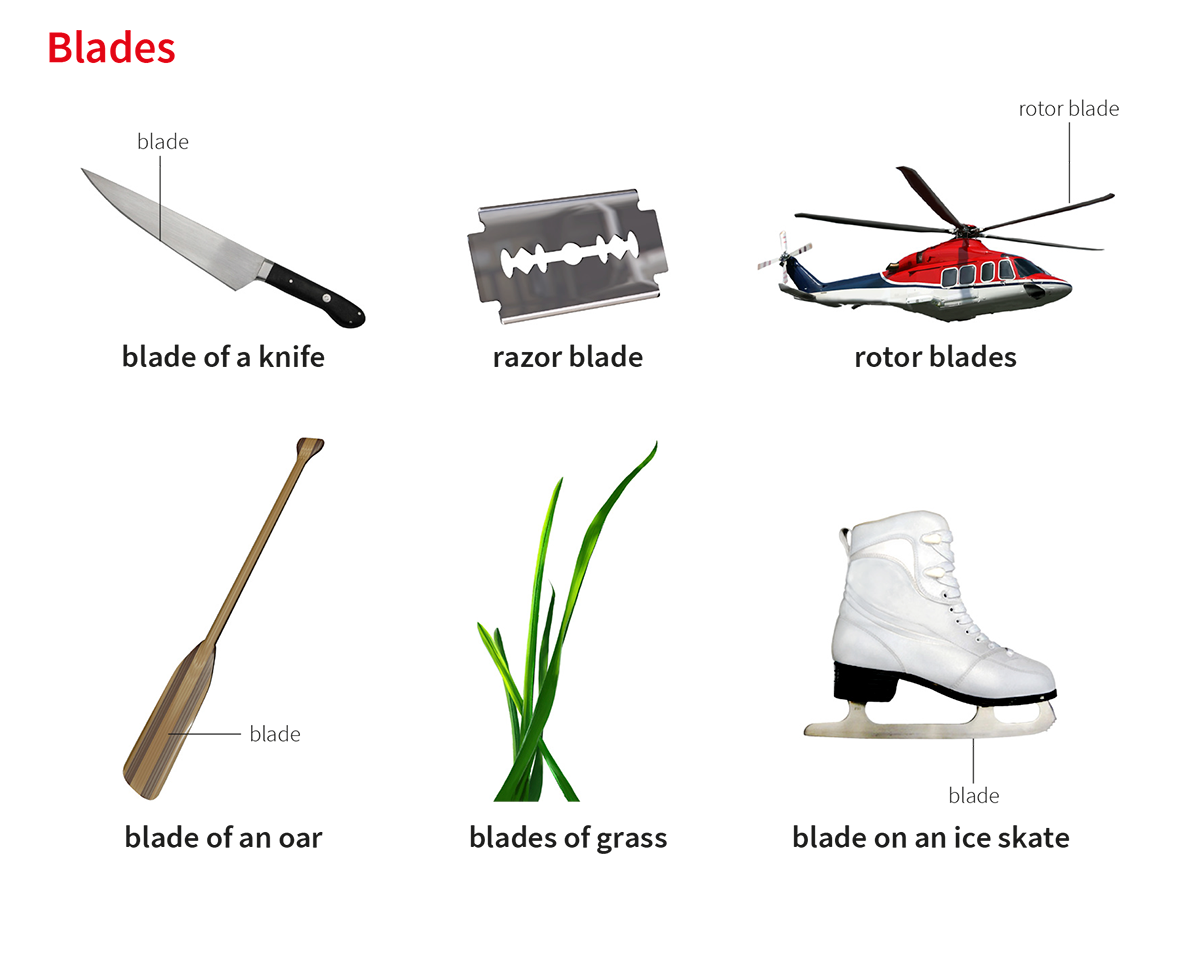 Blades
blade
rotor blade
blade of a knife
razor blade
rotor blades
blade
blade
blade of an oar
blades of grass
blade on an ice skate